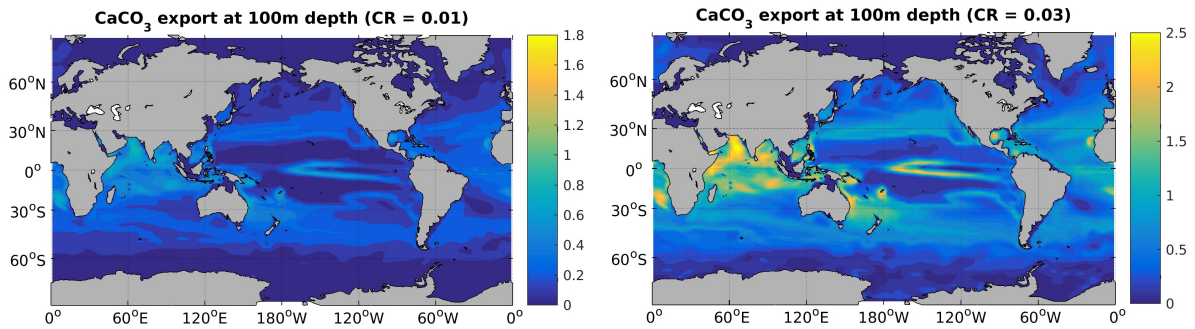 CaCO3 export at 100m depth (CR = 0.01)
1.8
1.6
1.4
1.2
1
0.8
0.6
0.4
0.2
0
60°N
30°N
0°
30°S
60°S
0° 60°E 120°E 180°W 120°W 60°W 0°
CaCO3 export at 100m depth (CR = 0.03)
2.5
2
1.5
1
0.5
0
60°N
30°N
0°
30°S
60°S
0° 60°E 120°E 180°W 120°W 60°W 0°